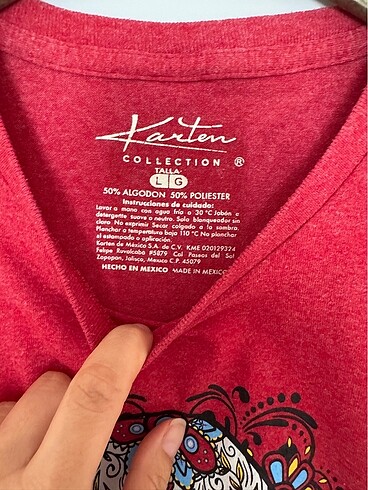 Karten
COLLECTION ®
TALLA
L G
50% ALGODON 50% POLIESTER
Instrucciones de cuidado:
Lavar a mano con agua fria a 30°C Jabón o
detergente suave o neutro. Solo blanqueador sin
cloro. No exprimir Secar colgado a la sombra
Planchar a temperatura baja 110°C No planchar
el estampado o aplicación.
Karten de México S.A. de C.V. KME 020129324
Felipe Ruvalcaba #5879 Col Paseos del Sol
Zapopan, Jalisco, Mexico C.P. 45079
HECHO EN MEXICO MADE IN MEXICO